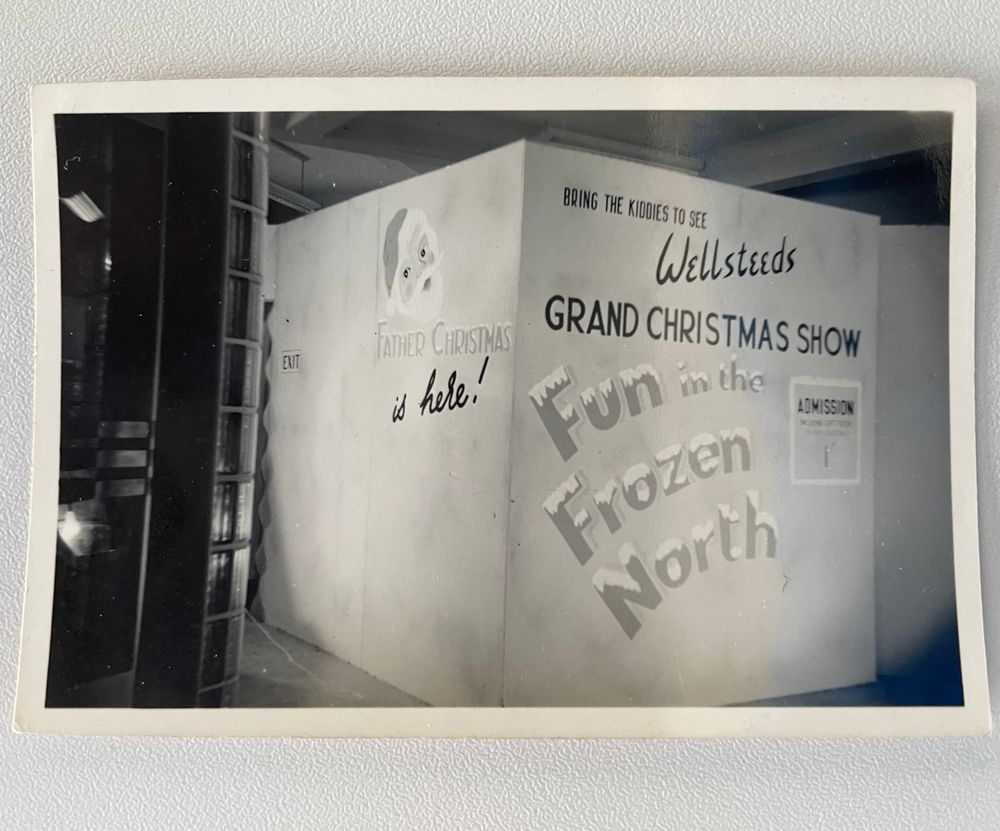 EXIT
FATHER CHRISTMAS
is here!
BRING THE KIDDIES TO SEE
Wellsteeds
GRAND CHRISTMAS SHOW
Fun in the
Frozen
North
ADMISSION